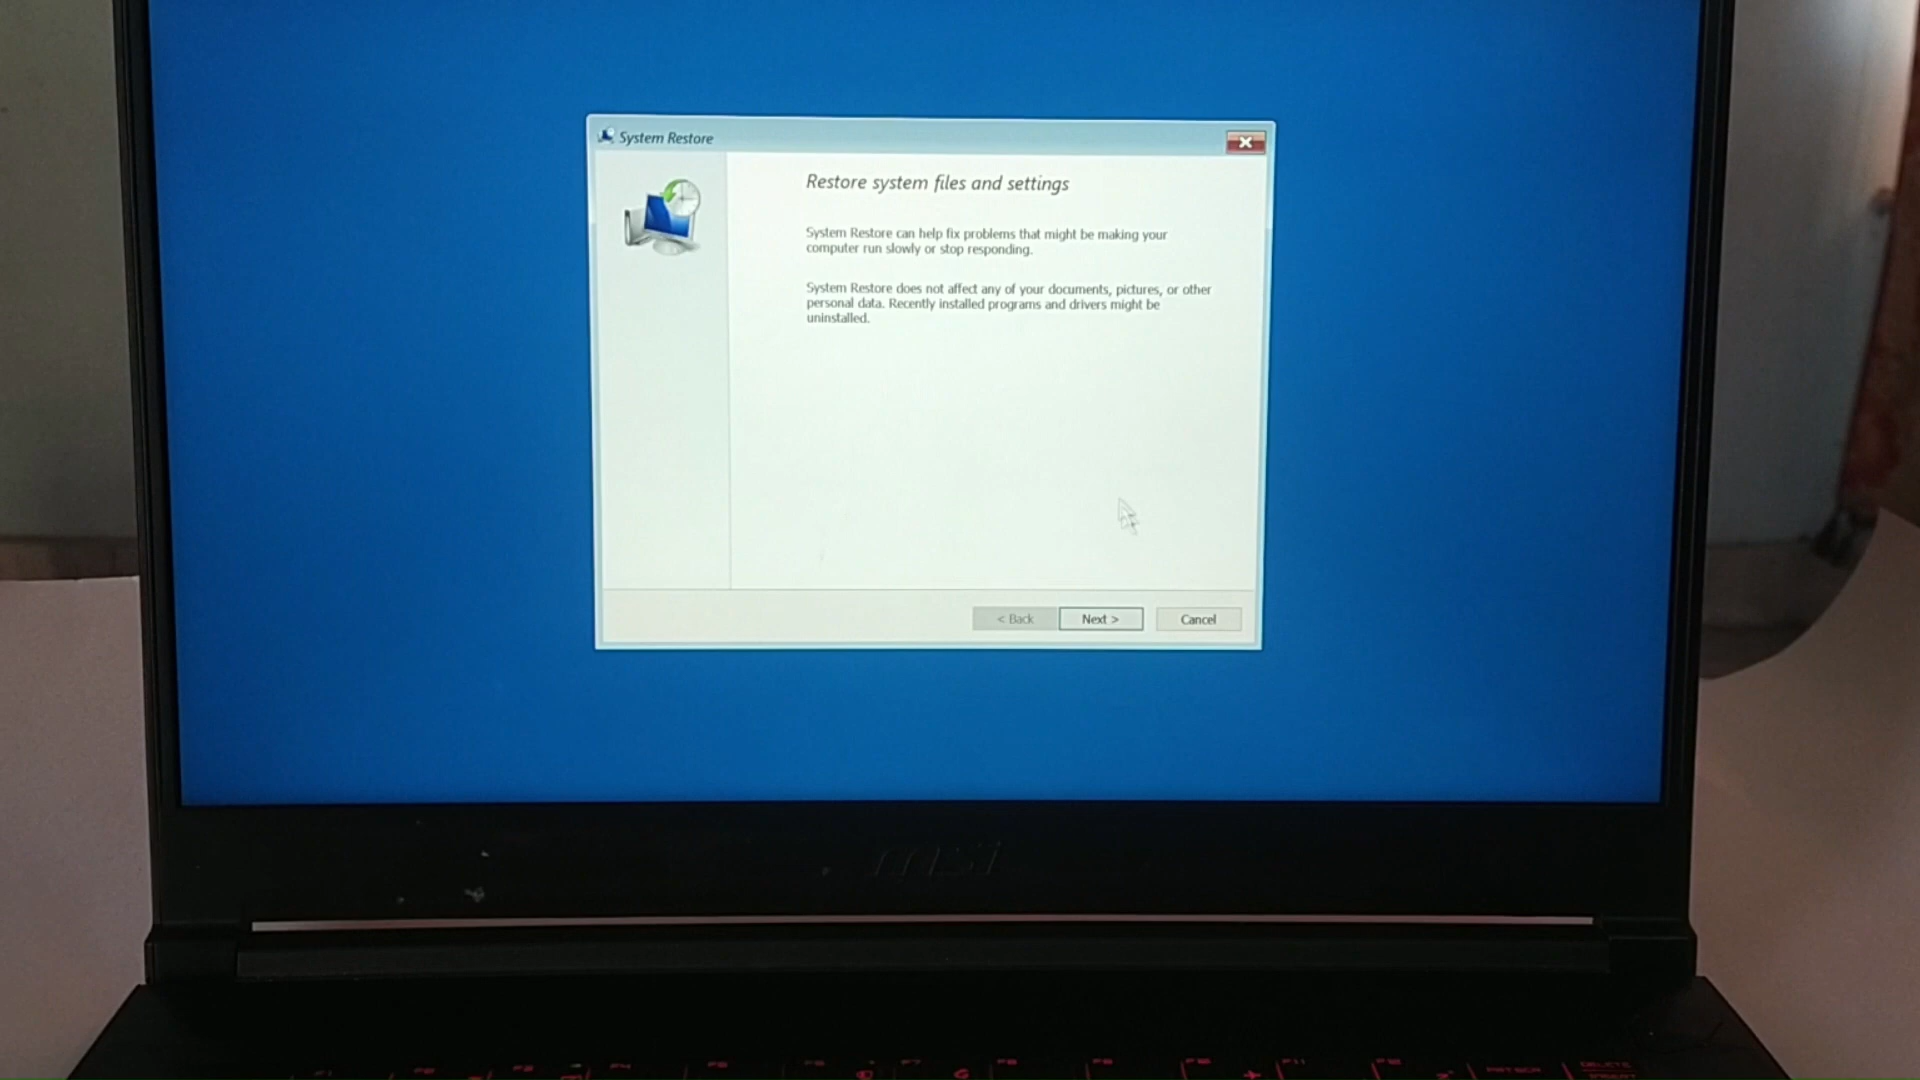 System Restore
Restore system files and settings
System Restore can help fix problems that might be making your
computer run slowly or stop responding.
System Restore does not affect any of your documents, pictures, or other
personal data. Recently installed programs and drivers might be
uninstalled.
< Back
Next >
Cancel
msi